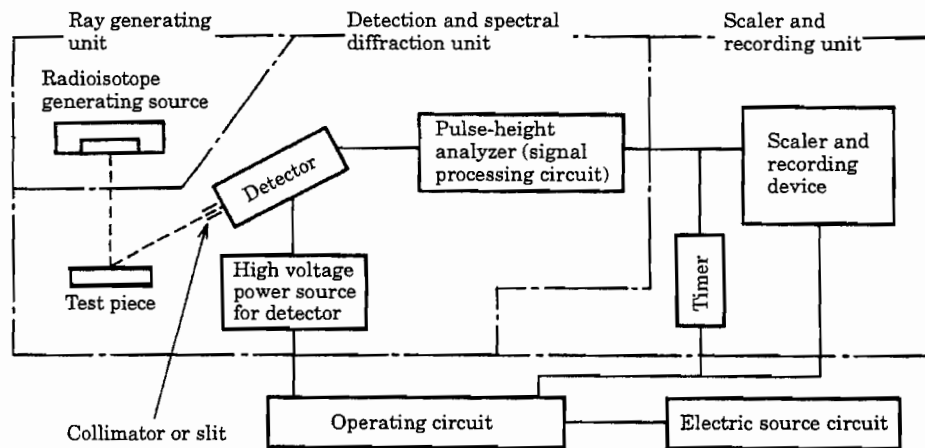 Ray generating
unit
Detection and spectral
diffraction unit
Scaler and
recording unit
Radioisotope
generating source
Detector
Pulse-height
analyzer (signal
processing circuit)
Scaler and
recording
device
Test piece
High voltage
power source
for detector
Timer
Collimator or slit
Operating circuit
Electric source circuit